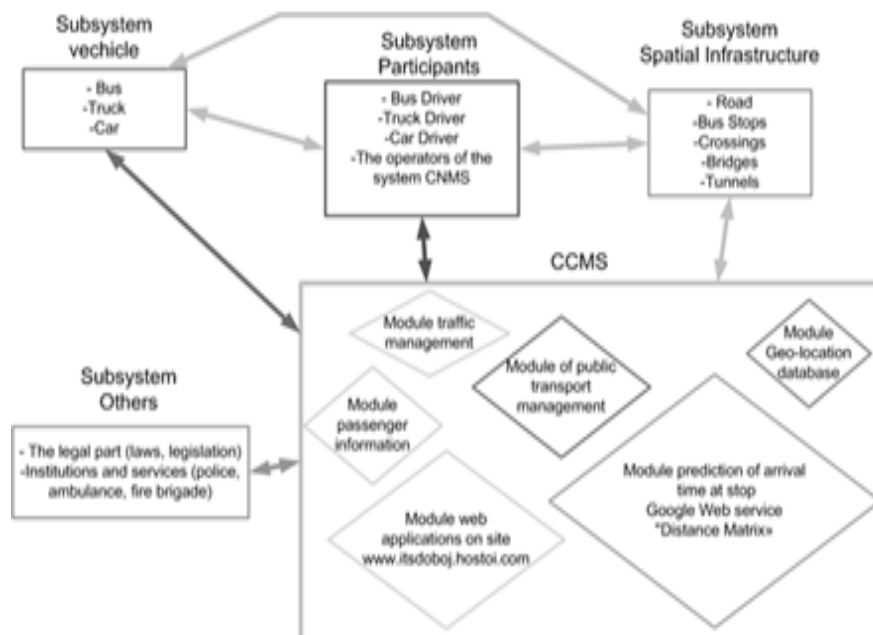 Subsystem
vechicle
- Bus
-Truck
-Car
Subsystem
Participants
- Bus Driver
-Truck Driver
-Car Driver
-The operators of the
system CNMS
Subsystem
Spatial Infrastructure
- Road
-Bus Stops
-Crossings
-Bridges
-Tunnels
CCMS
Module traffic
management
Module of public
transport
management
Module
Geo-location
database
Module
passenger
information
Module prediction of arrival
time at stop
Google Web service
"Distance Matrix»
Module web
applications on site
www.itsdoboj.hostoi.com
Subsystem
Others
- The legal part (laws, legislation)
-Institutions and services (police,
ambulance, fire brigade)